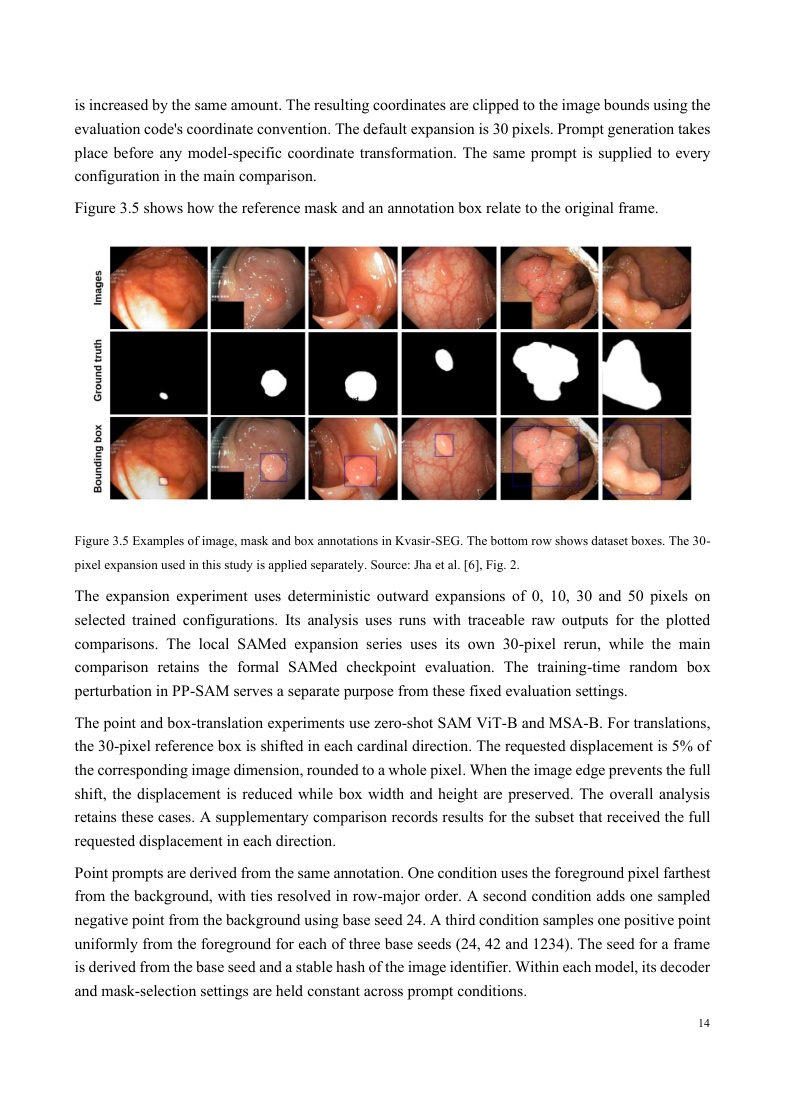 is increased by the same amount. The resulting coordinates are clipped to the image bounds using the
evaluation code's coordinate convention. The default expansion is 30 pixels. Prompt generation takes
place before any model-specific coordinate transformation. The same prompt is supplied to every
configuration in the main comparison.
Figure 3.5 shows how the reference mask and an annotation box relate to the original frame.
Images
Ground truth
Bounding box
Figure 3.5 Examples of image, mask and box annotations in Kvasir-SEG. The bottom row shows dataset boxes. The 30-
pixel expansion used in this study is applied separately. Source: Jha et al. [6], Fig. 2.
The expansion experiment uses deterministic outward expansions of 0, 10, 30 and 50 pixels on
selected trained configurations. Its analysis uses runs with traceable raw outputs for the plotted
comparisons. The local SAMed expansion series uses its own 30-pixel rerun, while the main
comparison retains the formal SAMed checkpoint evaluation. The training-time random box
perturbation in PP-SAM serves a separate purpose from these fixed evaluation settings.
The point and box-translation experiments use zero-shot SAM ViT-B and MSA-B. For translations,
the 30-pixel reference box is shifted in each cardinal direction. The requested displacement is 5% of
the corresponding image dimension, rounded to a whole pixel. When the image edge prevents the full
shift, the displacement is reduced while box width and height are preserved. The overall analysis
retains these cases. A supplementary comparison records results for the subset that received the full
requested displacement in each direction.
Point prompts are derived from the same annotation. One condition uses the foreground pixel farthest
from the background, with ties resolved in row-major order. A second condition adds one sampled
negative point from the background using base seed 24. A third condition samples one positive point
uniformly from the foreground for each of three base seeds (24, 42 and 1234). The seed for a frame
is derived from the base seed and a stable hash of the image identifier. Within each model, its decoder
and mask-selection settings are held constant across prompt conditions.
14